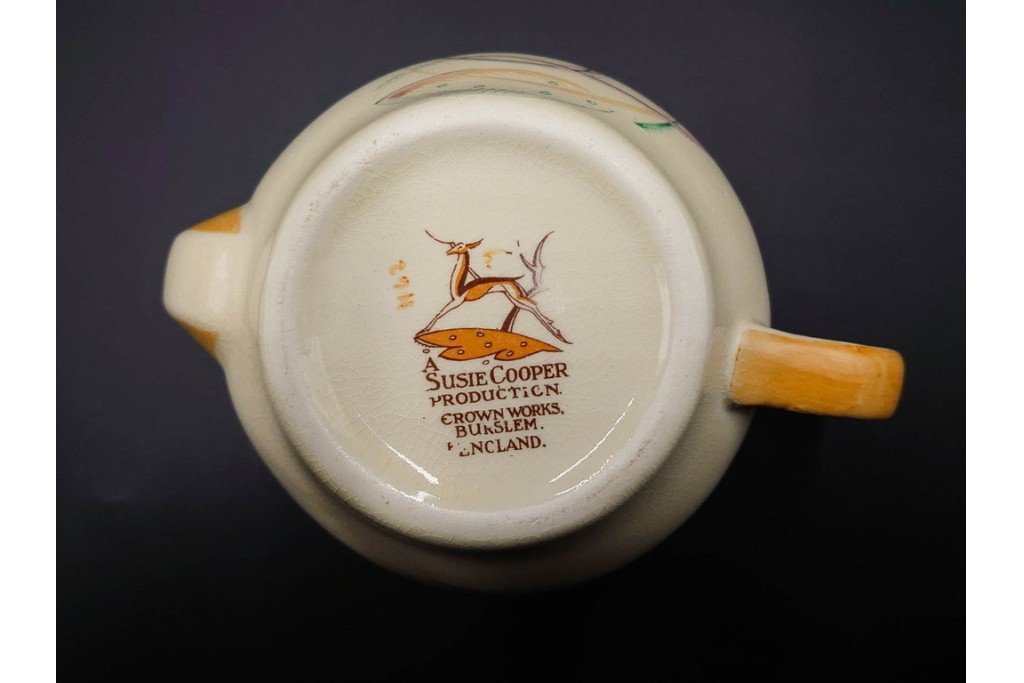 A
SUSIE COOPER
PRODUCTION.
CROWN WORKS,
BURSLEM.
ENGLAND.